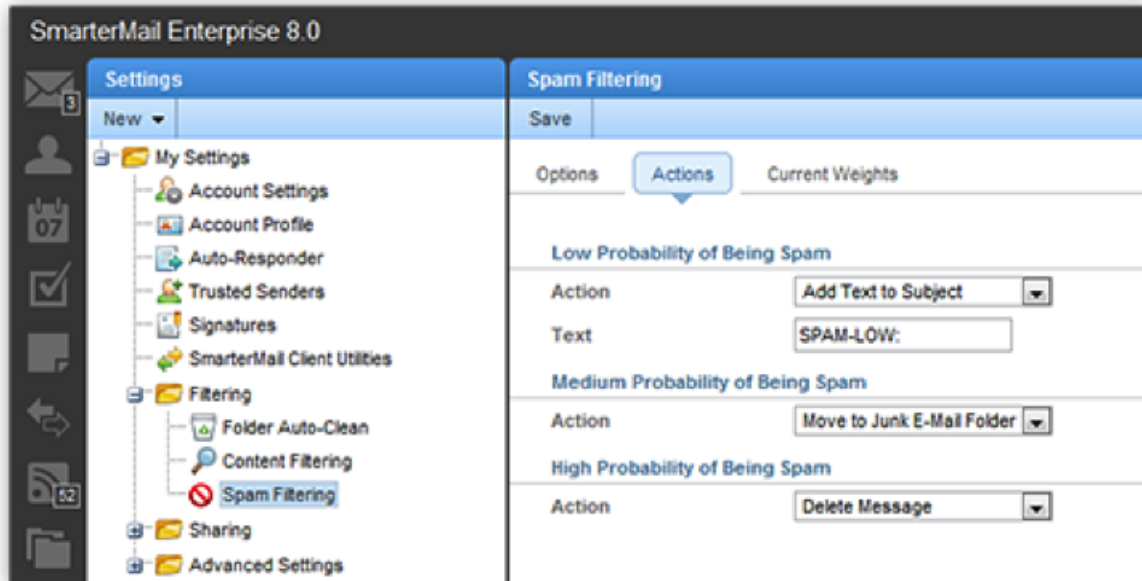 SmarterMail Enterprise 8.0
3
07
52
Settings
New
My Settings
Account Settings
Account Profile
Auto-Responder
Trusted Senders
Signatures
SmarterMail Client Utilities
Filtering
Folder Auto-Clean
Content Filtering
Spam Filtering
Sharing
Advanced Settings
Spam Filtering
Save
Options Actions Current Weights
Low Probability of Being Spam
Action Add Text to Subject
Text SPAM-LOW:
Medium Probability of Being Spam
Action Move to Junk E-Mail Folder
High Probability of Being Spam
Action Delete Message